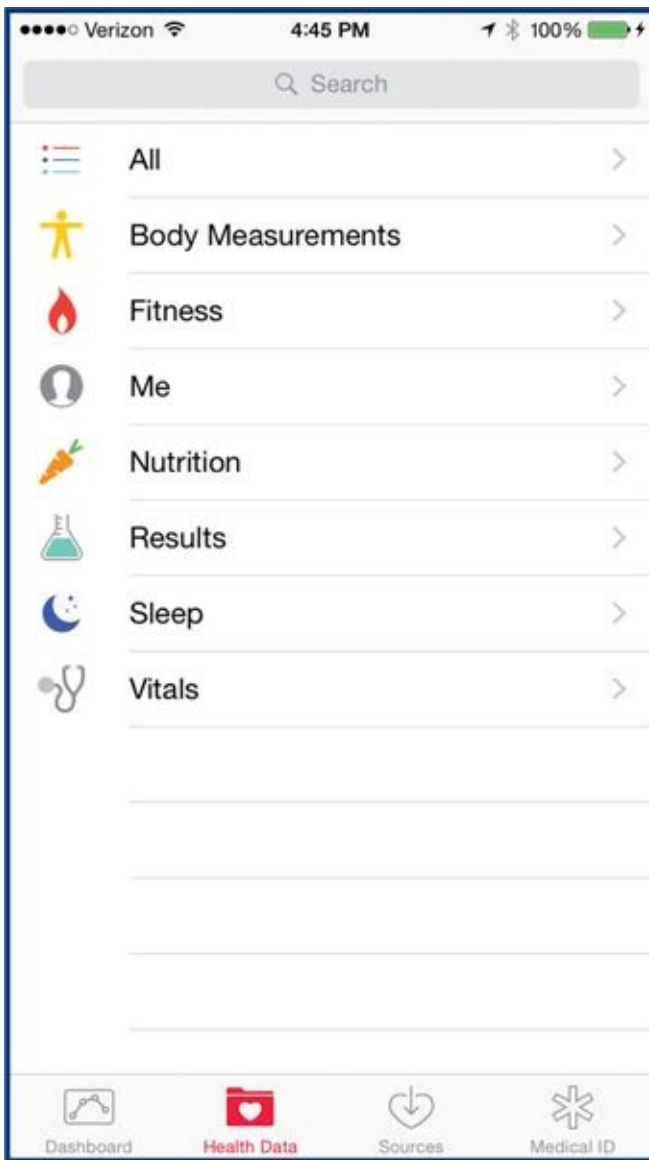 Verizon 4:45 PM 100%
Search
All
Body Measurements
Fitness
Me
Nutrition
Results
Sleep
Vitals
Dashboard Health Data Sources Medical ID